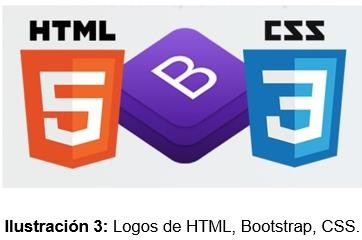 HTML
CSS
5
B
3
Ilustración 3: Logos de HTML, Bootstrap, CSS.